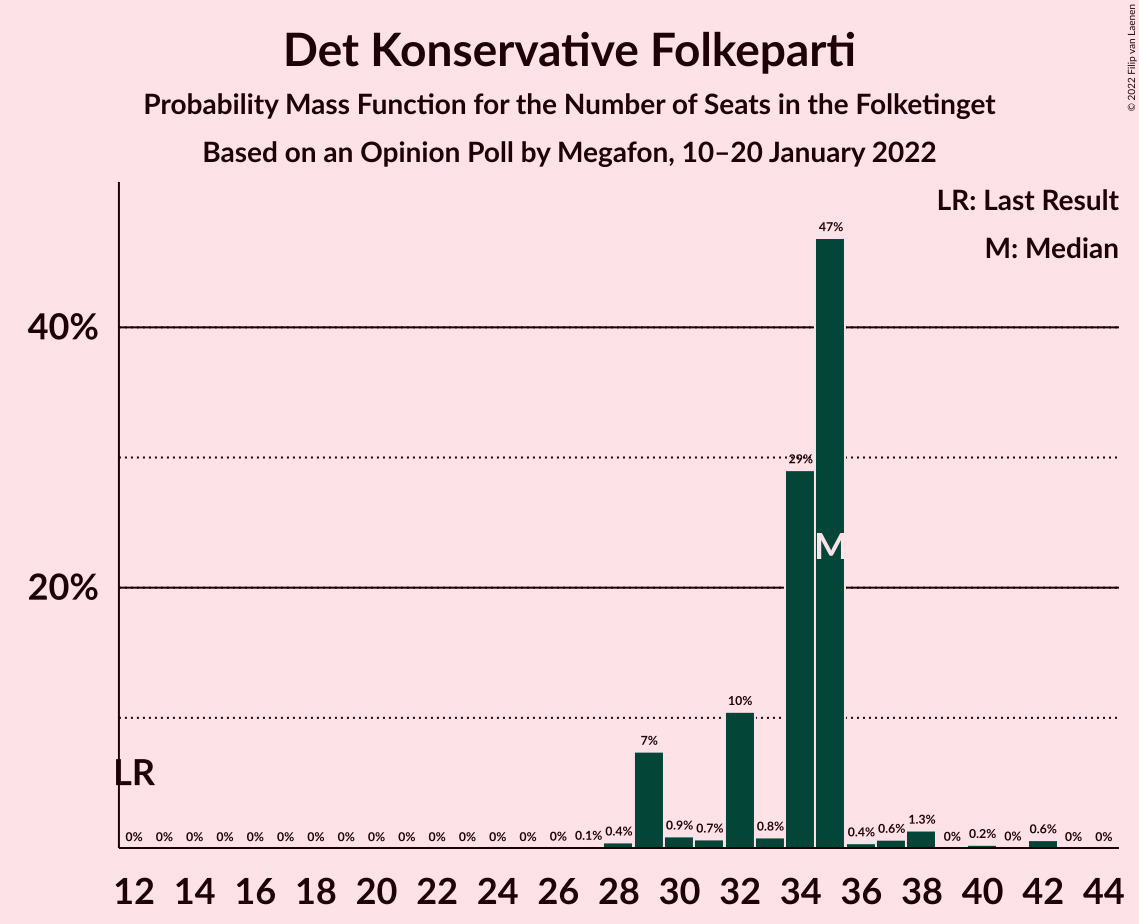 Det Konservative Folkeparti
Probability Mass Function for the Number of Seats in the Folketinget
Based on an Opinion Poll by Megafon, 10–20 January 2022
© 2022 Filip van Laenen
LR: Last Result
M: Median
47%
40%
29%
M
20%
10%
7%
LR
0% 0% 0% 0% 0% 0% 0% 0% 0% 0% 0% 0% 0% 0% 0% 0.1% 0.4% 0.9% 0.7% 0.8% 0.4% 0.6% 1.3% 0% 0.2% 0% 0.6% 0% 0%
12 14 16 18 20 22 24 26 28 30 32 34 36 38 40 42 44